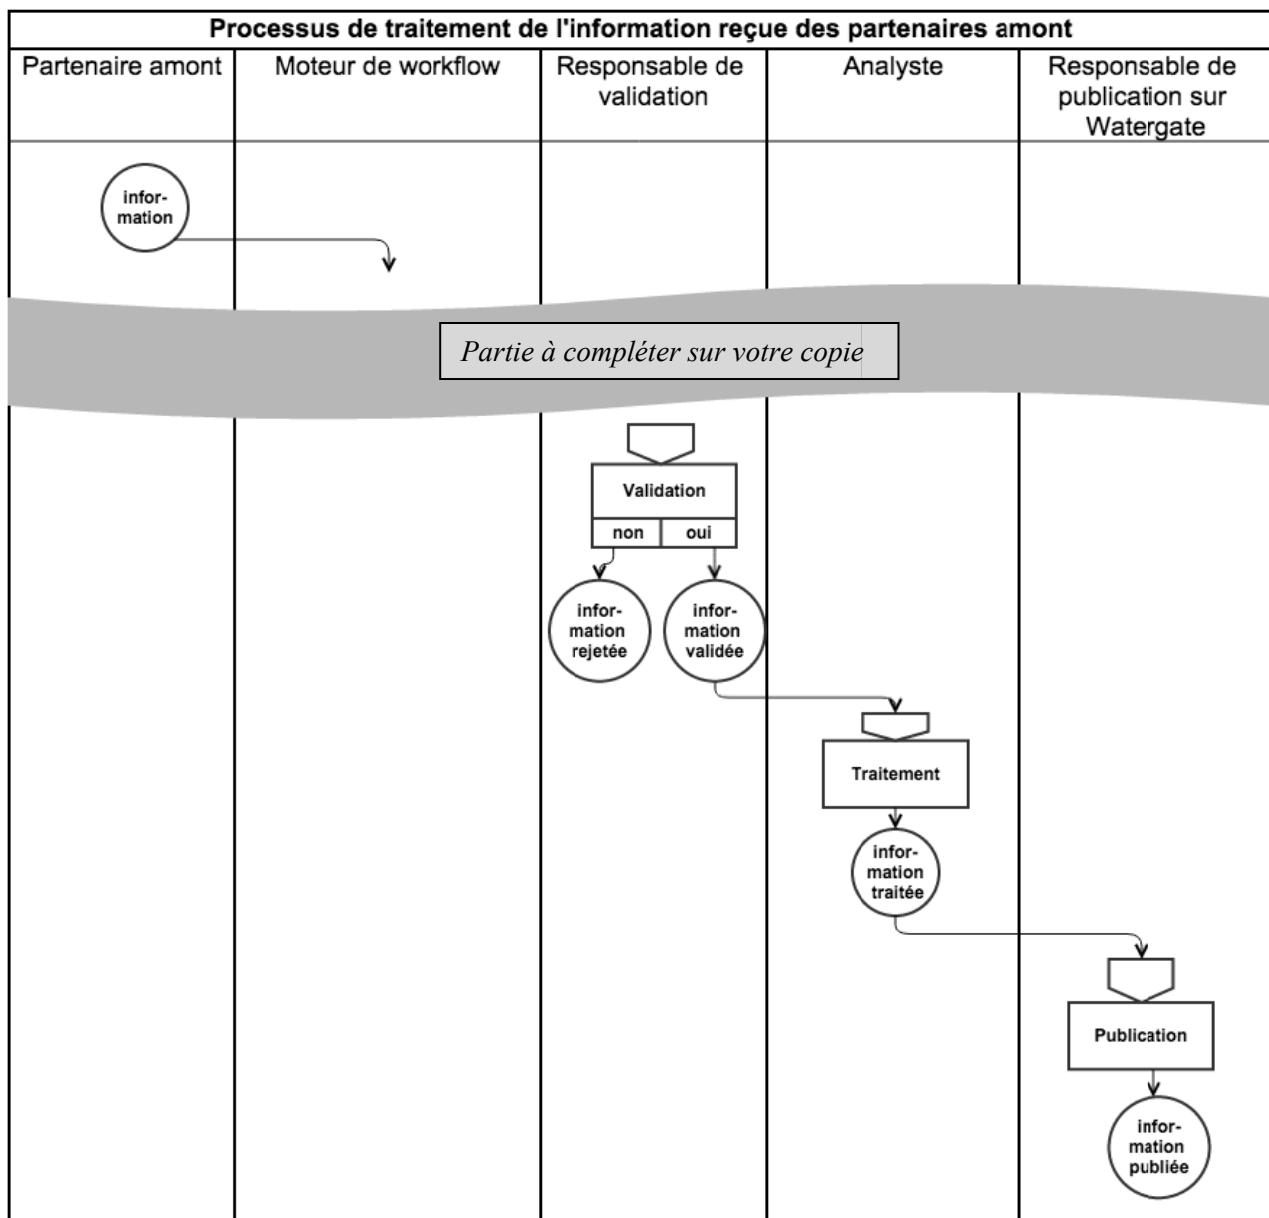 Processus de traitement de l'information reçue des partenaires amont
Partenaire amont
Moteur de workflow
Responsable de
validation
Analyste
Responsable de
publication sur
Watergate
infor-
mation
Partie à compléter sur votre copie
Validation
non
oui
infor-
mation
rejetée
infor-
mation
validée
Traitement
infor-
mation
traitée
Publication
infor-
mation
publiée